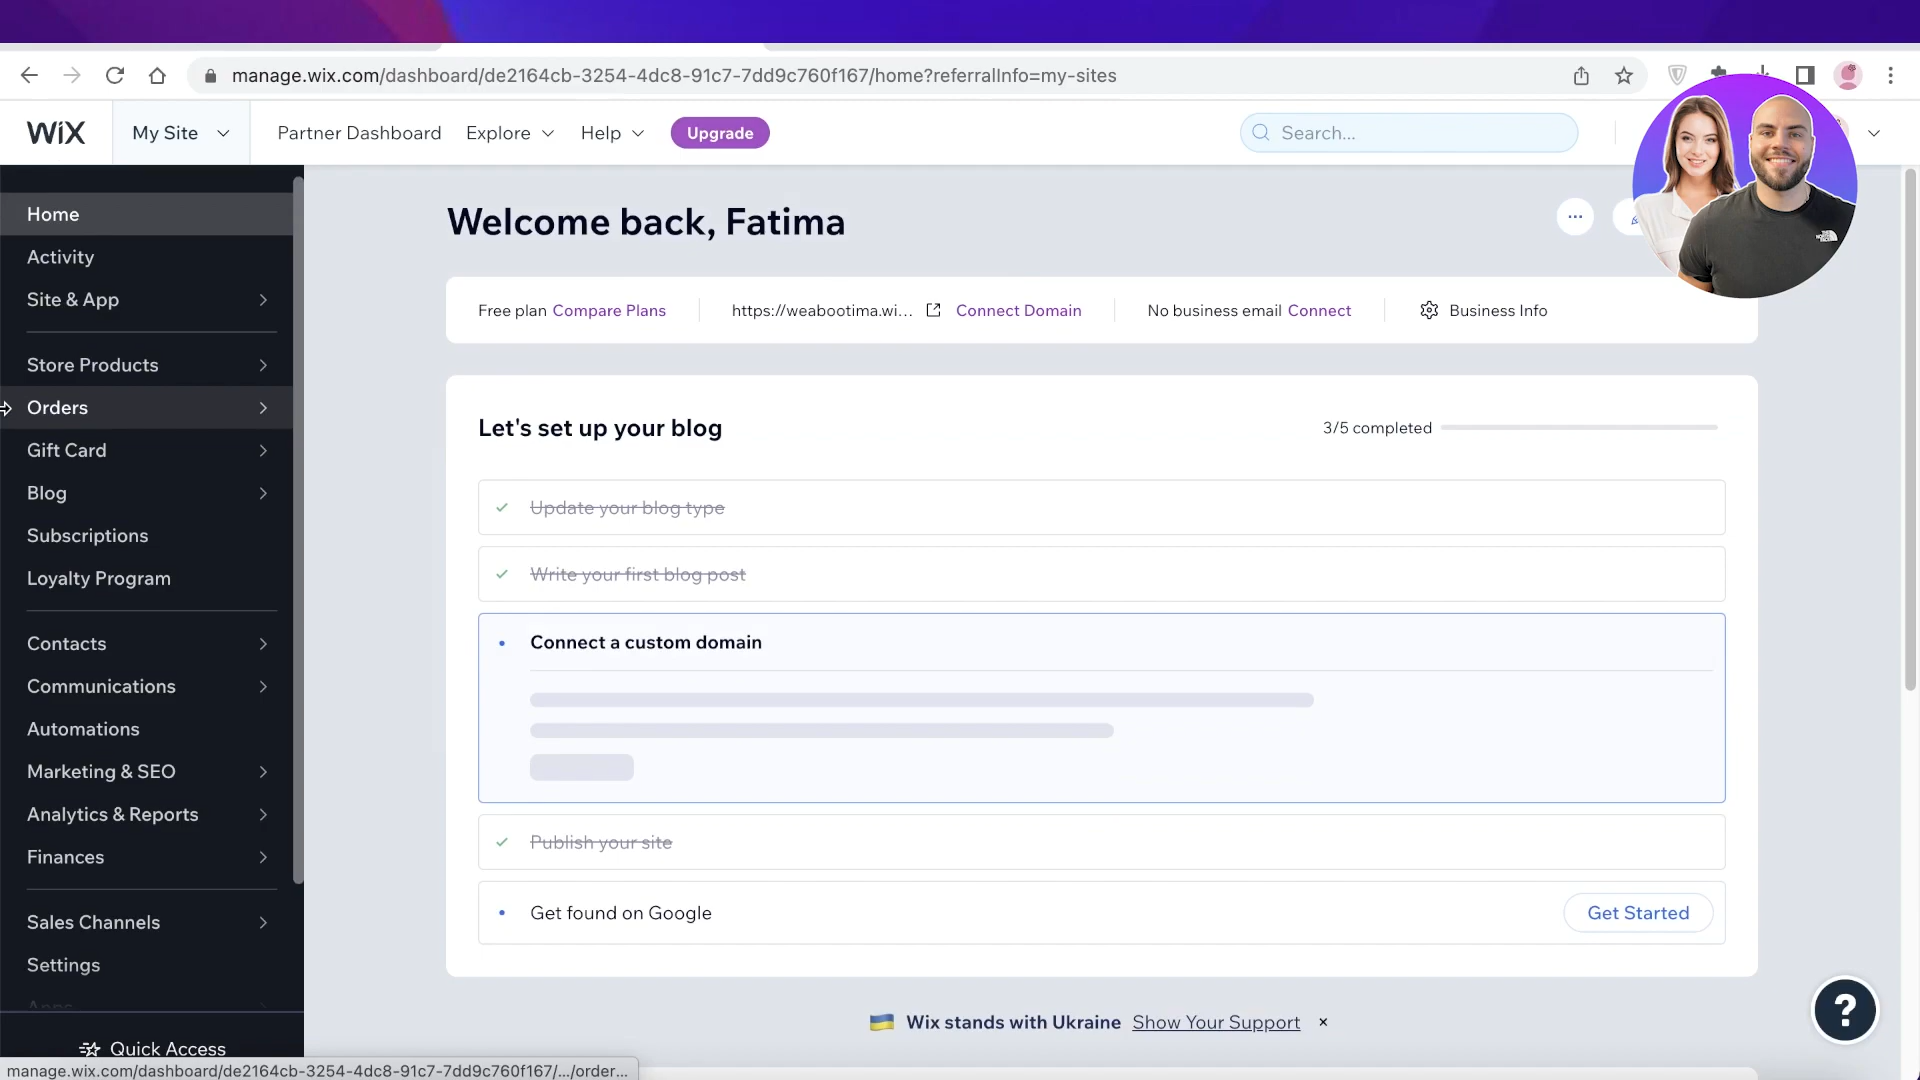 manage.wix.com/dashboard/de2164cb-3254-4dc8-91c7-7dd9c760f167/home?referralInfo=my-sites
WiX My Site Partner Dashboard Explore Help Upgrade Search...
Home
Activity
Site & App
Store Products
Orders
Gift Card
Blog
Subscriptions
Loyalty Program
Contacts
Communications
Automations
Marketing & SEO
Analytics & Reports
Finances
Sales Channels
Settings
Apps
Quick Access
Welcome back, Fatima
Free plan Compare Plans https://weabootima.wi... Connect Domain No business email Connect Business Info
Let's set up your blog 3/5 completed
Update your blog type
Write your first blog post
Connect a custom domain
Publish your site
Get found on Google Get Started
Wix stands with Ukraine Show Your Support ×
?
manage.wix.com/dashboard/de2164cb-3254-4dc8-91c7-7dd9c760f167/.../order...